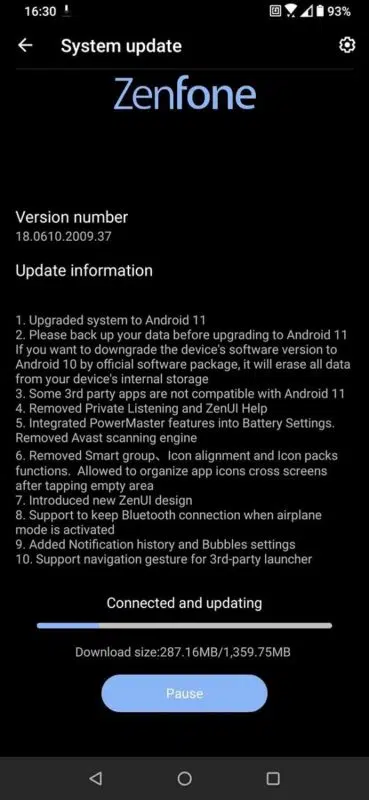 16:30 93%
System update
Zenfone
Version number
18.0610.2009.37
Update information
1. Upgraded system to Android 11
2. Please back up your data before upgrading to Android 11
If you want to downgrade the device's software version to
Android 10 by official software package, it will erase all data
from your device's internal storage
3. Some 3rd party apps are not compatible with Android 11
4. Removed Private Listening and ZenUI Help
5. Integrated PowerMaster features into Battery Settings.
Removed Avast scanning engine
6. Removed Smart group、Icon alignment and Icon packs
functions.  Allowed to organize app icons cross screens
after tapping empty area
7. Introduced new ZenUI design
8. Support to keep Bluetooth connection when airplane
mode is activated
9. Added Notification history and Bubbles settings
10. Support navigation gesture for 3rd-party launcher
Connected and updating
Download size:287.16MB/1,359.75MB
Pause